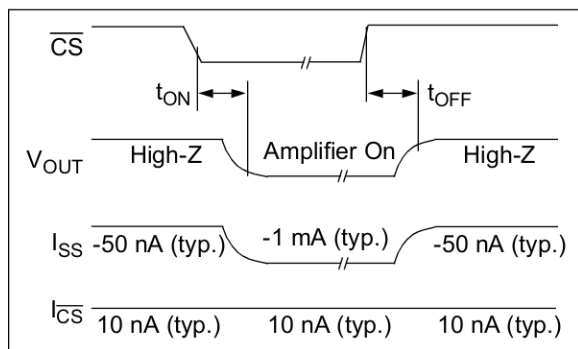 CS
tON
tOFF
VOUT High-Z Amplifier On High-Z
ISS -50 nA (typ.) -1 mA (typ.) -50 nA (typ.)
ICS 10 nA (typ.) 10 nA (typ.) 10 nA (typ.)